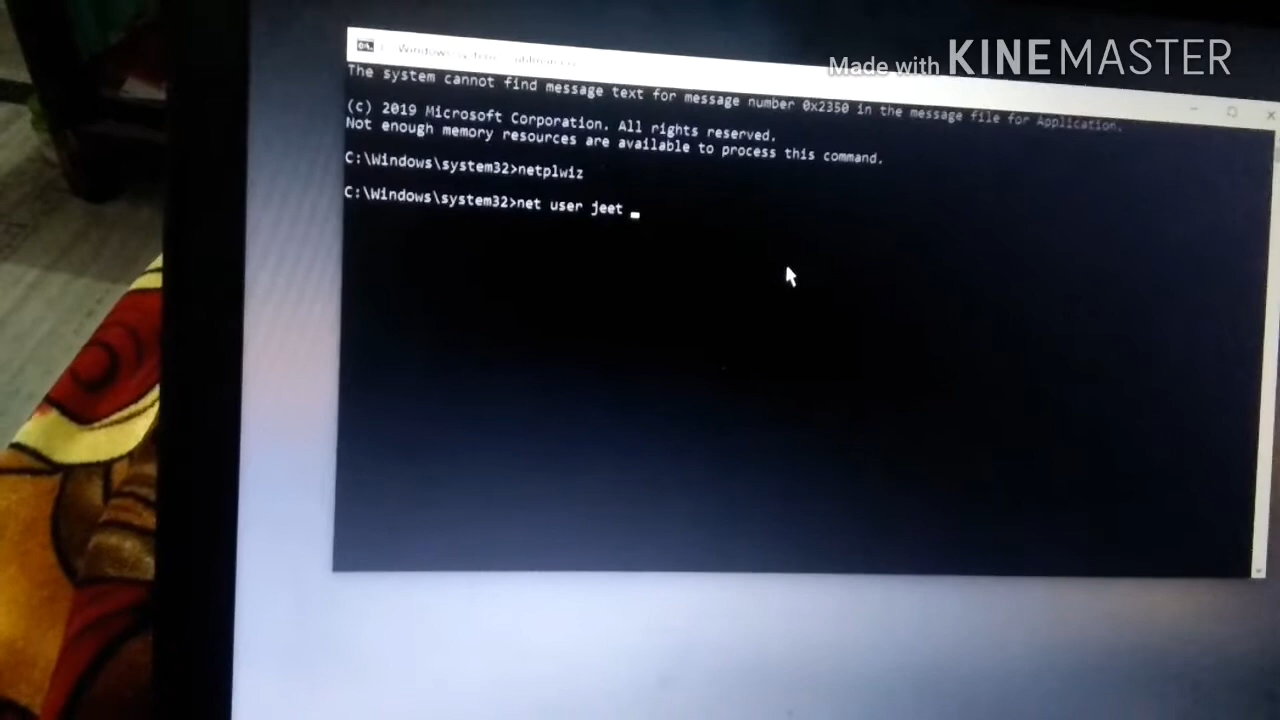 Made with KINEMASTER
The system cannot find message text for message number 0x2350 in the message file for Application.
(c) 2019 Microsoft Corporation. All rights reserved.
Not enough memory resources are available to process this command.
C:\Windows\system32>netplwiz
C:\Windows\system32>net user jeet